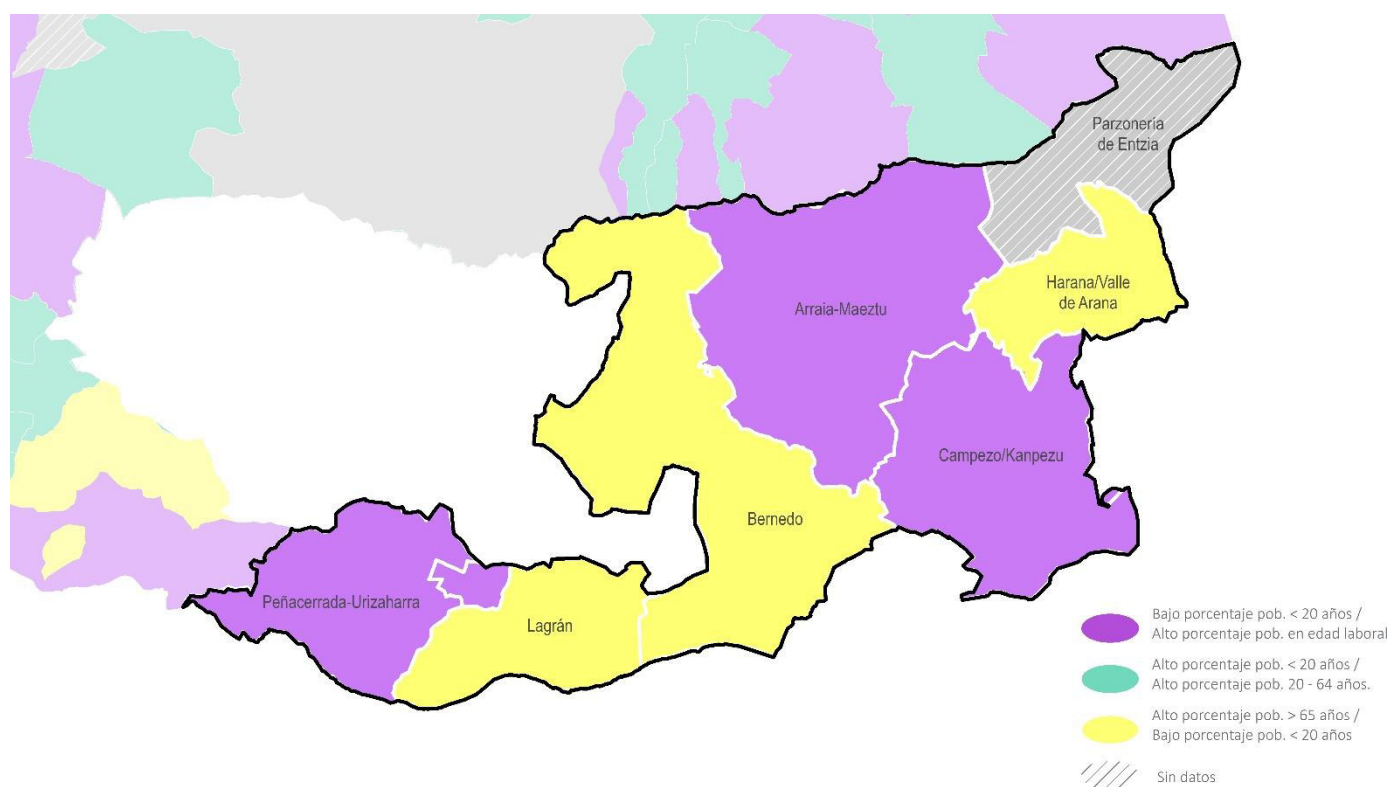 Parzonería
de Entzia
Harana/Valle
de Arana
Arraia-Maeztu
Campezo/Kanpezu
Bernedo
Peñacerrada-Urizaharra
Lagrán
Bajo porcentaje pob. < 20 años /
Alto porcentaje pob. en edad laboral
Alto porcentaje pob. < 20 años /
Alto porcentaje pob. 20 - 64 años.
Alto porcentaje pob. > 65 años /
Bajo porcentaje pob. < 20 años
Sin datos